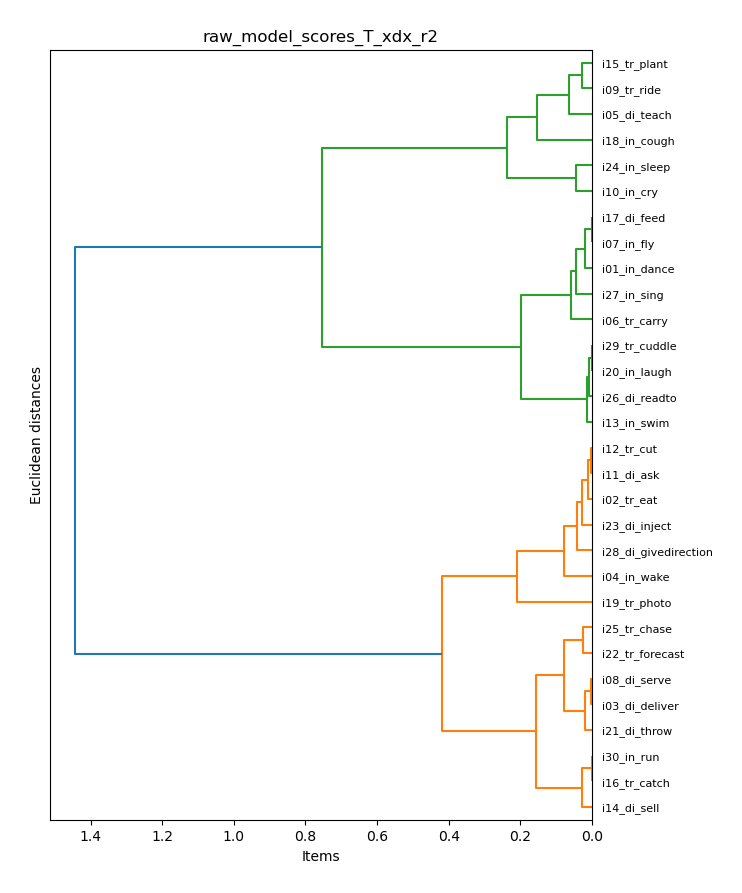 raw_model_scores_T_xdx_r2
i15_tr_plant
i09_tr_ride
i05_di_teach
i18_in_cough
i24_in_sleep
i10_in_cry
i17_di_feed
i07_in_fly
i01_in_dance
i27_in_sing
i06_tr_carry
i29_tr_cuddle
i20_in_laugh
i26_di_readto
i13_in_swim
i12_tr_cut
i11_di_ask
i02_tr_eat
i23_di_inject
i28_di_givedirection
i04_in_wake
i19_tr_photo
i25_tr_chase
i22_tr_forecast
i08_di_serve
i03_di_deliver
i21_di_throw
i30_in_run
i16_tr_catch
i14_di_sell
Euclidean distances
1.4 1.2 1.0 0.8 0.6 0.4 0.2 0.0
Items